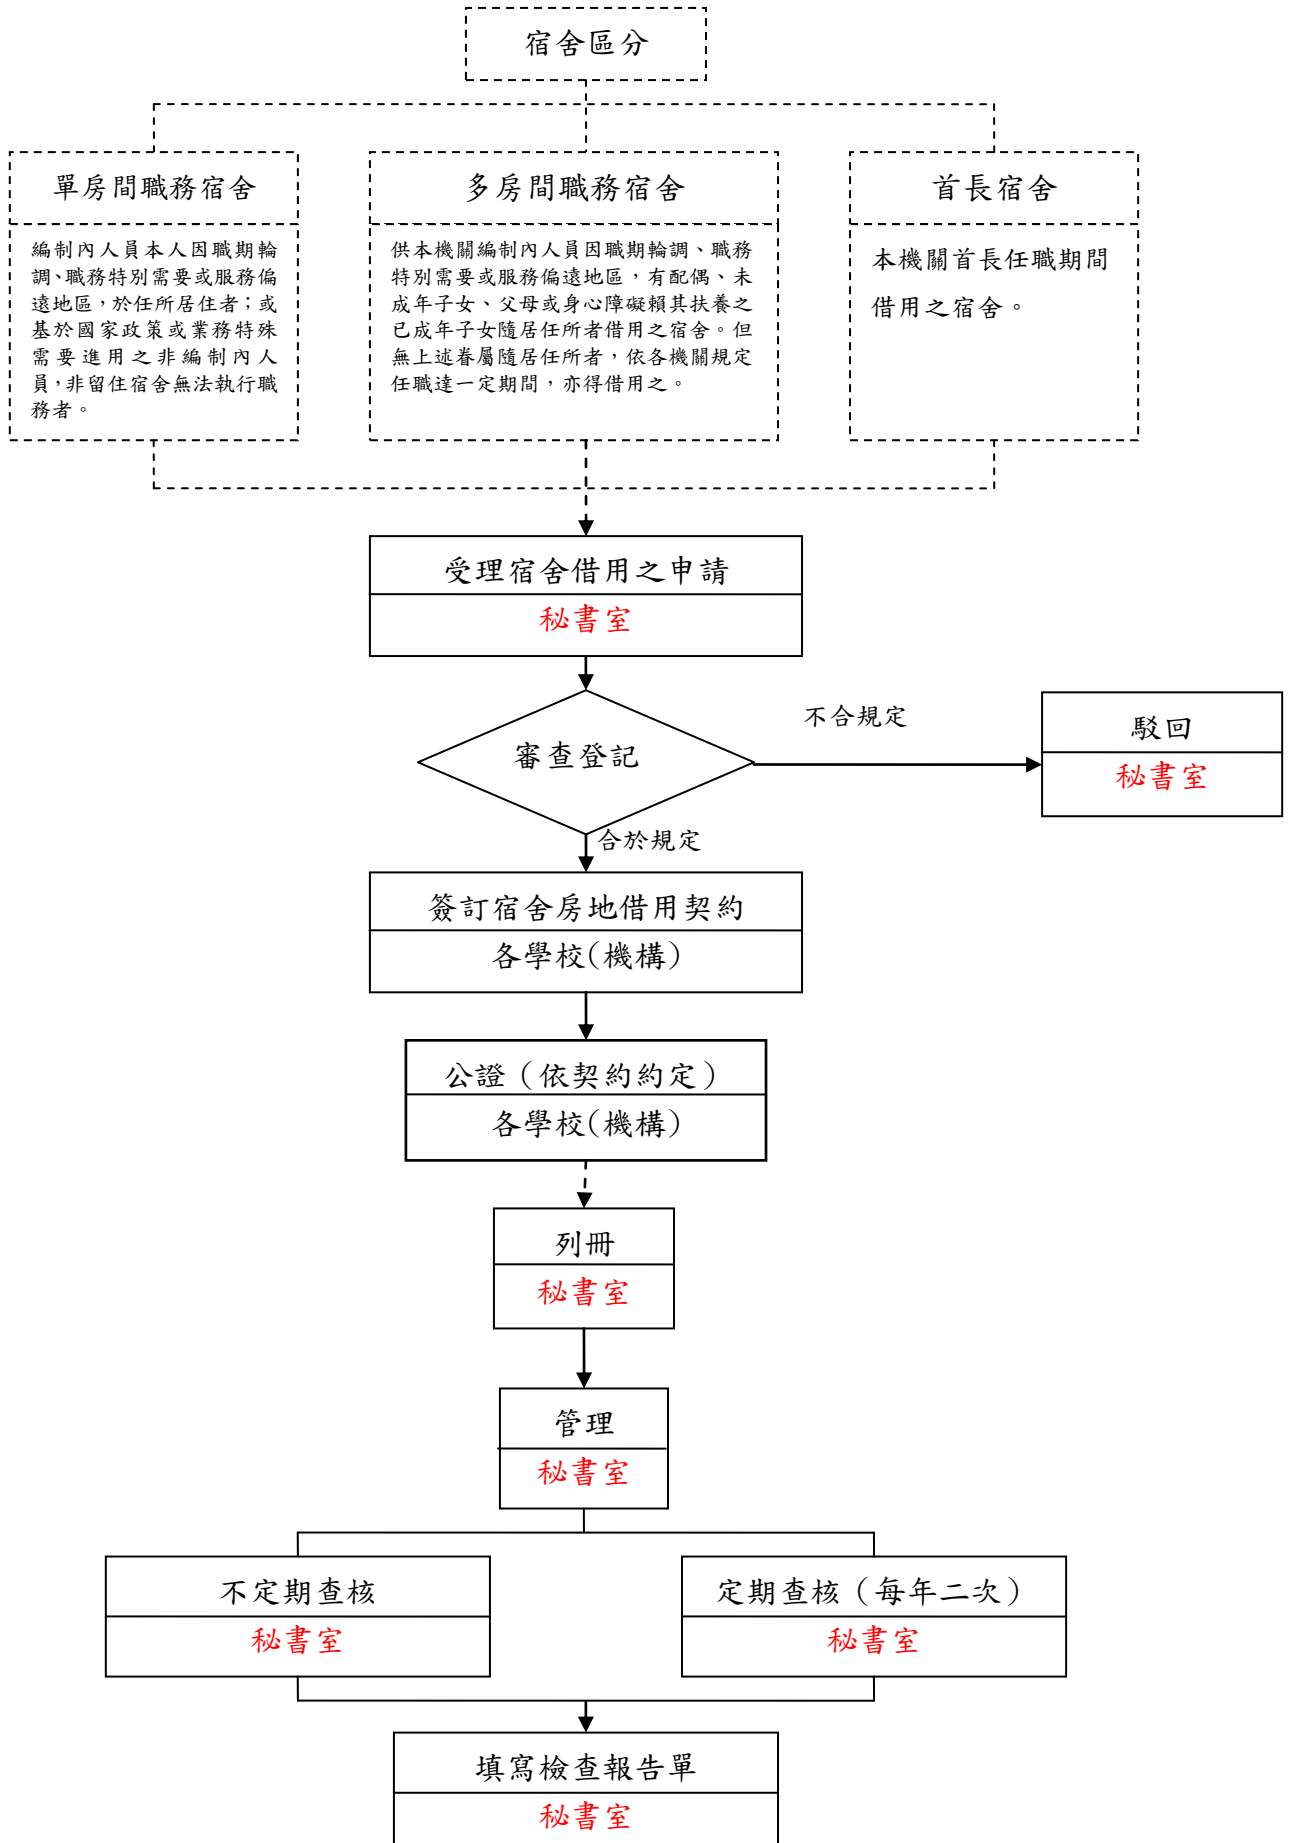 宿舍區分
單房間職務宿舍
編制內人員本人因職期輪
調、職務特別需要或服務偏
遠地區，於任所居住者；或
基於國家政策或業務特殊
需要進用之非編制內人
員，非留住宿舍無法執行職
務者。
多房間職務宿舍
供本機關編制內人員因職期輪調、職務
特別需要或服務偏遠地區，有配偶、未
成年子女、父母或身心障礙賴其扶養之
已成年子女隨居任所者借用之宿舍。但
無上述眷屬隨居任所者，依各機關規定
任職達一定期間，亦得借用之。
首長宿舍
本機關首長任職期間
借用之宿舍。
受理宿舍借用之申請
秘書室
審查登記
不合規定
駁回
秘書室
合於規定
簽訂宿舍房地借用契約
各學校(機構)
公證（依契約約定）
各學校(機構)
列冊
秘書室
管理
秘書室
不定期查核
秘書室
定期查核（每年二次）
秘書室
填寫檢查報告單
秘書室